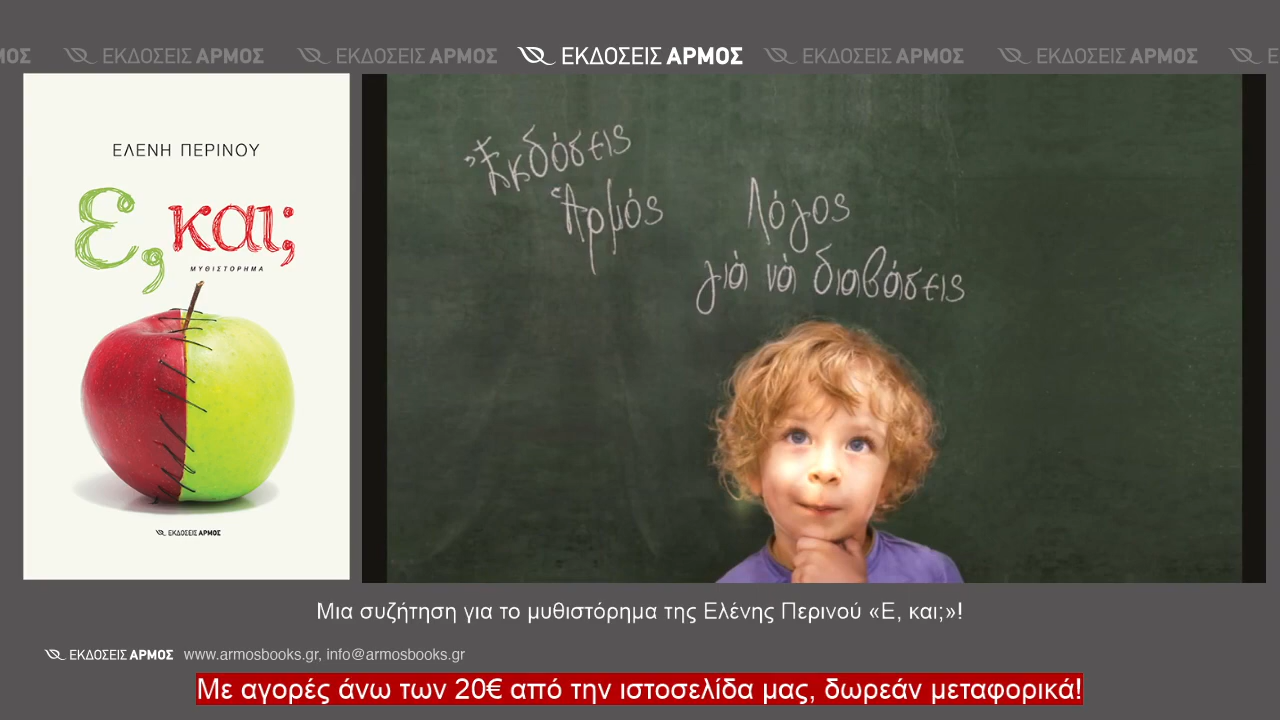 ΜΟΣ ΕΚΔΟΣΕΙΣ ΑΡΜΟΣ ΕΚΔΟΣΕΙΣ ΑΡΜΟΣ ΕΚΔΟΣΕΙΣ ΑΡΜΟΣ ΕΚΔΟΣΕΙΣ ΑΡΜΟΣ ΕΚΔΟΣΕΙΣ ΑΡΜΟΣ Ε
ΕΛΕΝΗ ΠΕΡΙΝΟΥ
Ε, και;
ΜΥΘΙΣΤΟΡΗΜΑ
ΕΚΔΟΣΕΙΣ ΑΡΜΟΣ
Ἐκδόσεις
Ἁρμός
Λόγος
γιὰ νὰ διαβάσεις
Μια συζήτηση για το μυθιστόρημα της Ελένης Περινού «Ε, και;»!
ΕΚΔΟΣΕΙΣ ΑΡΜΟΣ www.armosbooks.gr, info@armosbooks.gr
Με αγορές άνω των 20€ από την ιστοσελίδα μας, δωρεάν μεταφορικά!